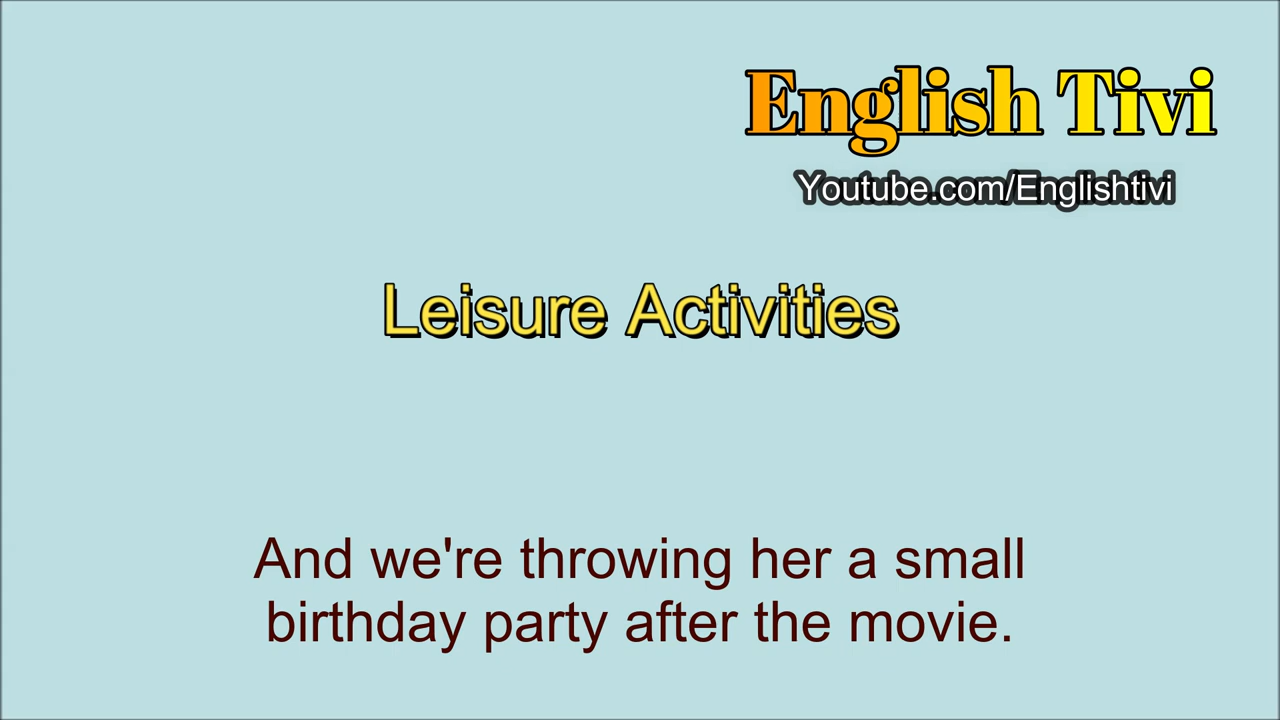 English Tivi
Youtube.com/Englishtivi
Leisure Activities
And we're throwing her a small
birthday party after the movie.